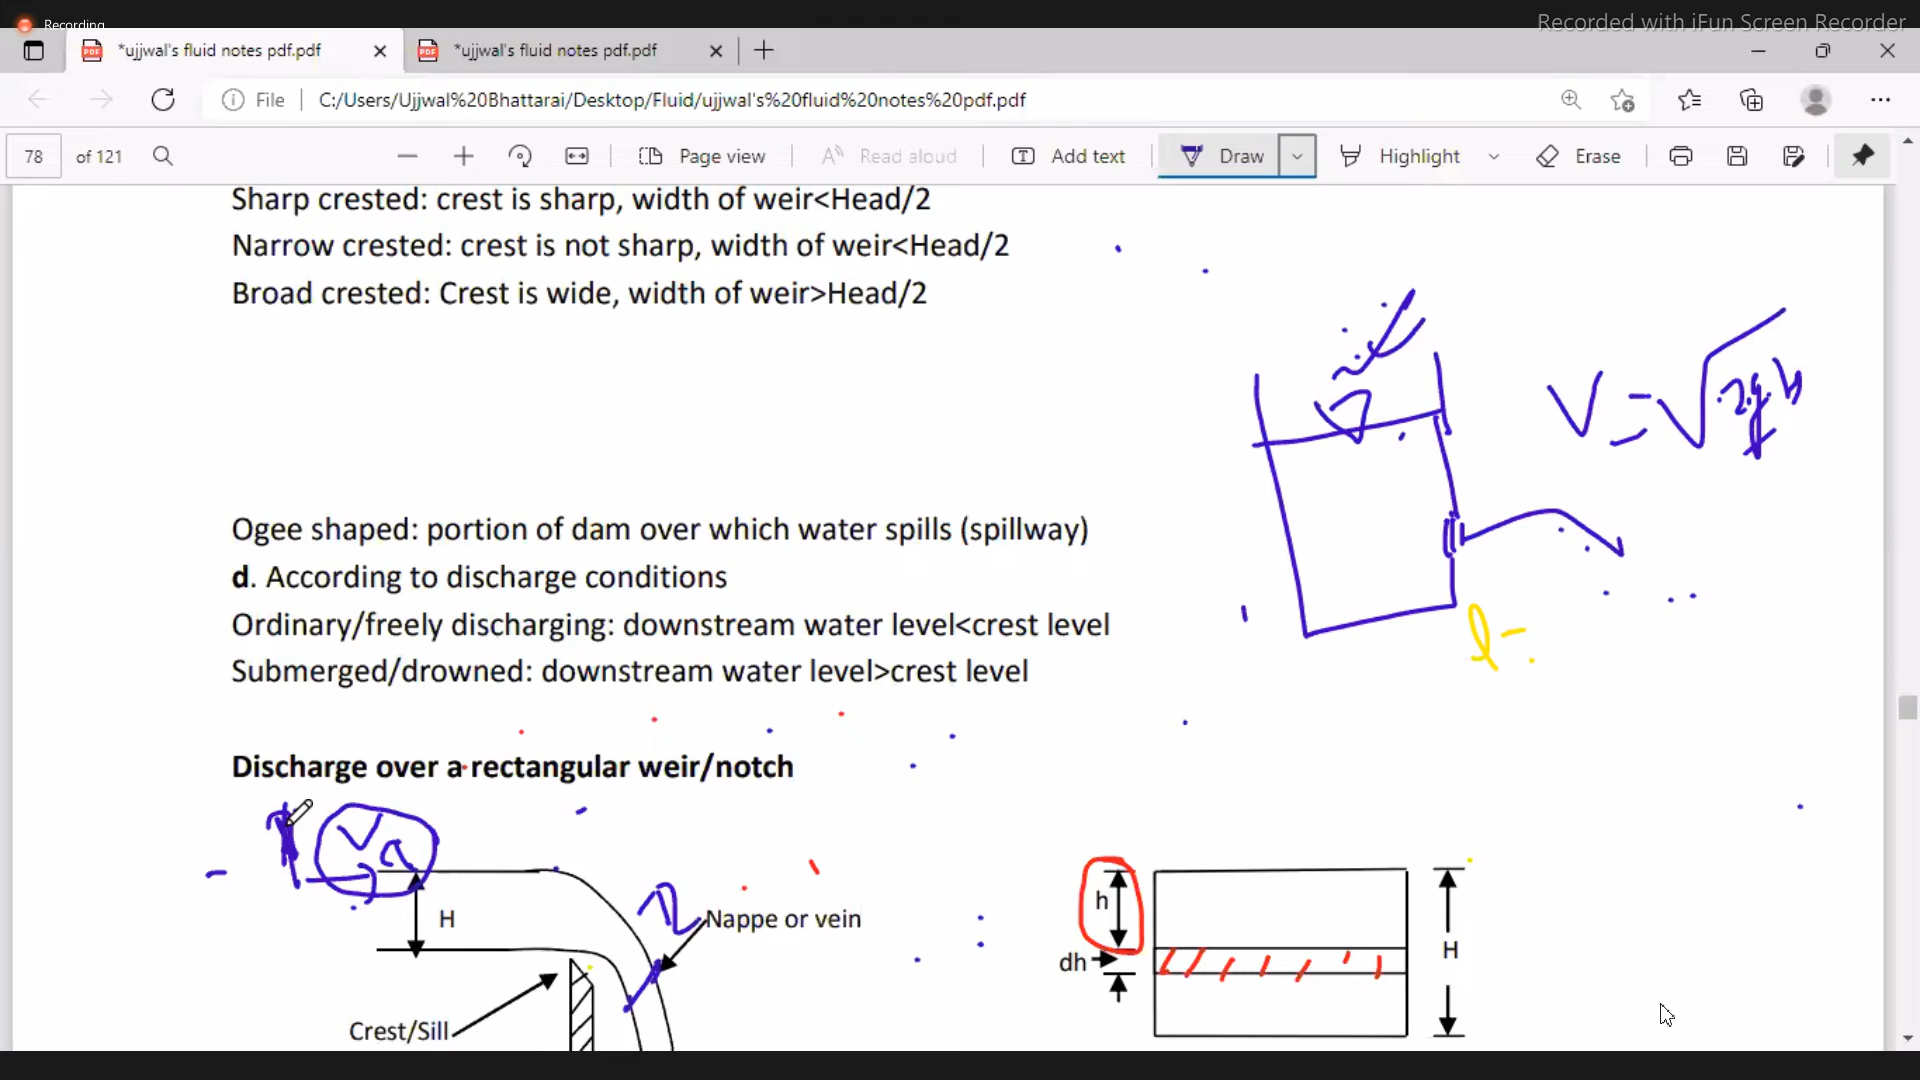 Recording
Recorded with iFun Screen Recorder
*ujjwal's fluid notes pdf.pdf
*ujjwal's fluid notes pdf.pdf
File
C:/Users/Ujjwal%20Bhattarai/Desktop/Fluid/ujjwal's%20fluid%20notes%20pdf.pdf
78 of 121
Page view
Read aloud
Add text
Draw
Highlight
Erase
Sharp crested: crest is sharp, width of weir<Head/2
Narrow crested: crest is not sharp, width of weir<Head/2
Broad crested: Crest is wide, width of weir>Head/2
V = √2gh
Ogee shaped: portion of dam over which water spills (spillway)
d. According to discharge conditions
Ordinary/freely discharging: downstream water level<crest level
Submerged/drowned: downstream water level>crest level
Discharge over a rectangular weir/notch
Va
H
Nappe or vein
Crest/Sill
h
dh
H